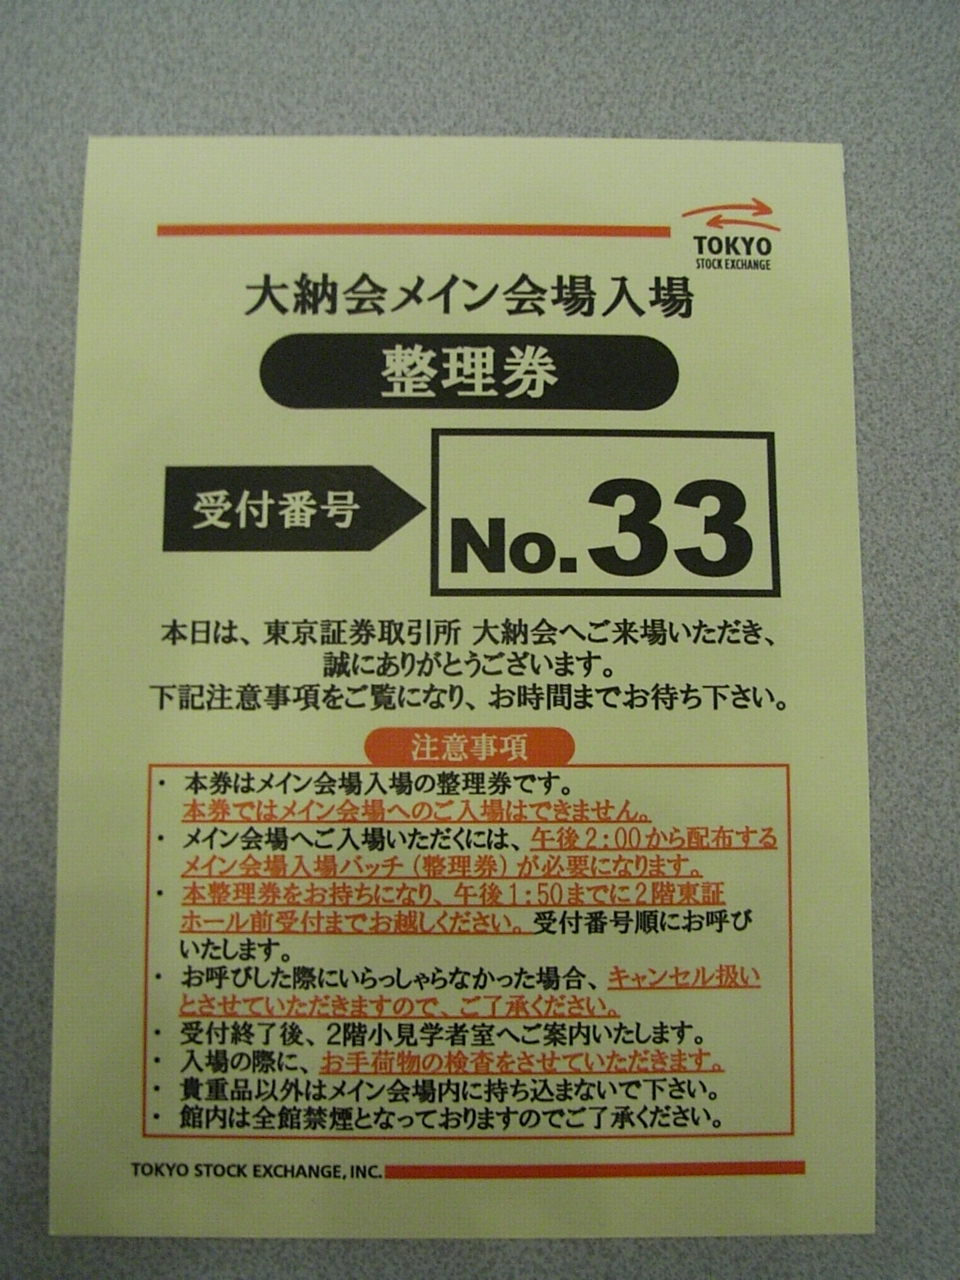 TOKYO
STOCK EXCHANGE
大納会メイン会場入場
整理券
受付番号
No.33
本日は、東京証券取引所 大納会へご来場いただき、
誠にありがとうございます。
下記注意事項をご覧になり、お時間までお待ち下さい。
注意事項
・ 本券はメイン会場入場の整理券です。
本券ではメイン会場へのご入場はできません。
・ メイン会場へご入場いただくには、午後2:00から配布する
メイン会場入場バッチ（整理券）が必要になります。
・ 本整理券をお持ちになり、午後1:50までに2階東証
ホール前受付までお越しください。受付番号順にお呼び
いたします。
・ お呼びした際にいらっしゃらなかった場合、キャンセル扱い
とさせていただきますので、ご了承ください。
・ 受付終了後、2階小見学者室へご案内いたします。
・ 入場の際に、お手荷物の検査をさせていただきます。
・ 貴重品以外はメイン会場内に持ち込まないで下さい。
・ 館内は全館禁煙となっておりますのでご了承ください。
TOKYO STOCK EXCHANGE, INC.